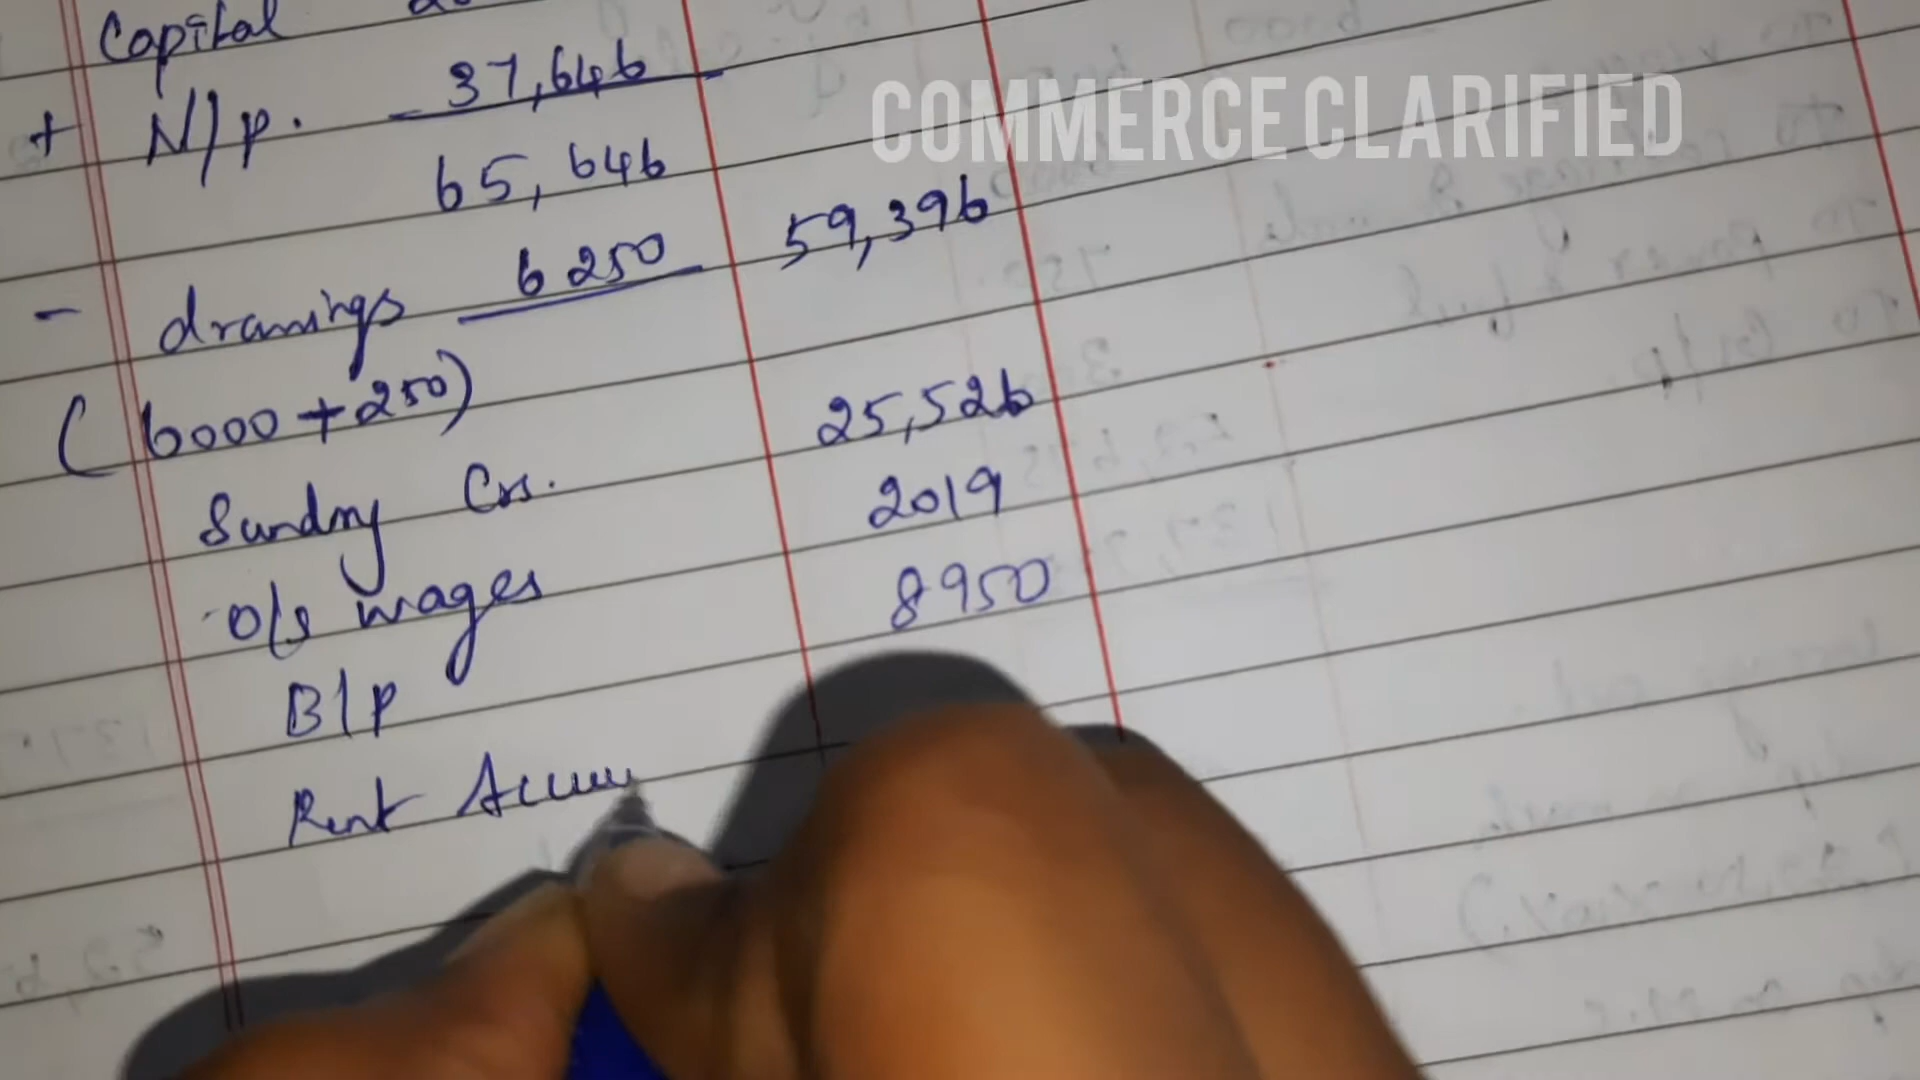 Capital
+ N/p. 37,646
65,646
- drawings 6250 59,396
(6000+250)
Sundry Crs. 25,526
O/s wages 2019
B/p 8950
Rent Accru
COMMERCE CLARIFIED